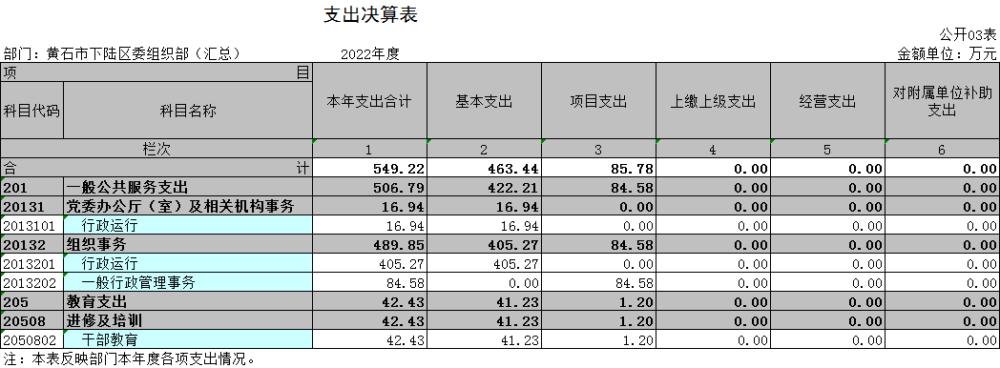 支出决算表
公开03表
部门：黄石市下陆区委组织部（汇总） 2022年度 金额单位：万元
项 目 本年支出合计 基本支出 项目支出 上缴上级支出 经营支出 对附属单位补助支出
科目代码 科目名称
栏次 1 2 3 4 5 6
合 计 549.22 463.44 85.78 0.00 0.00 0.00
201 一般公共服务支出 506.79 422.21 84.58 0.00 0.00 0.00
20131 党委办公厅（室）及相关机构事务 16.94 16.94 0.00 0.00 0.00 0.00
2013101 行政运行 16.94 16.94 0.00 0.00 0.00 0.00
20132 组织事务 489.85 405.27 84.58 0.00 0.00 0.00
2013201 行政运行 405.27 405.27 0.00 0.00 0.00 0.00
2013202 一般行政管理事务 84.58 0.00 84.58 0.00 0.00 0.00
205 教育支出 42.43 41.23 1.20 0.00 0.00 0.00
20508 进修及培训 42.43 41.23 1.20 0.00 0.00 0.00
2050802 干部教育 42.43 41.23 1.20 0.00 0.00 0.00
注：本表反映部门本年度各项支出情况。